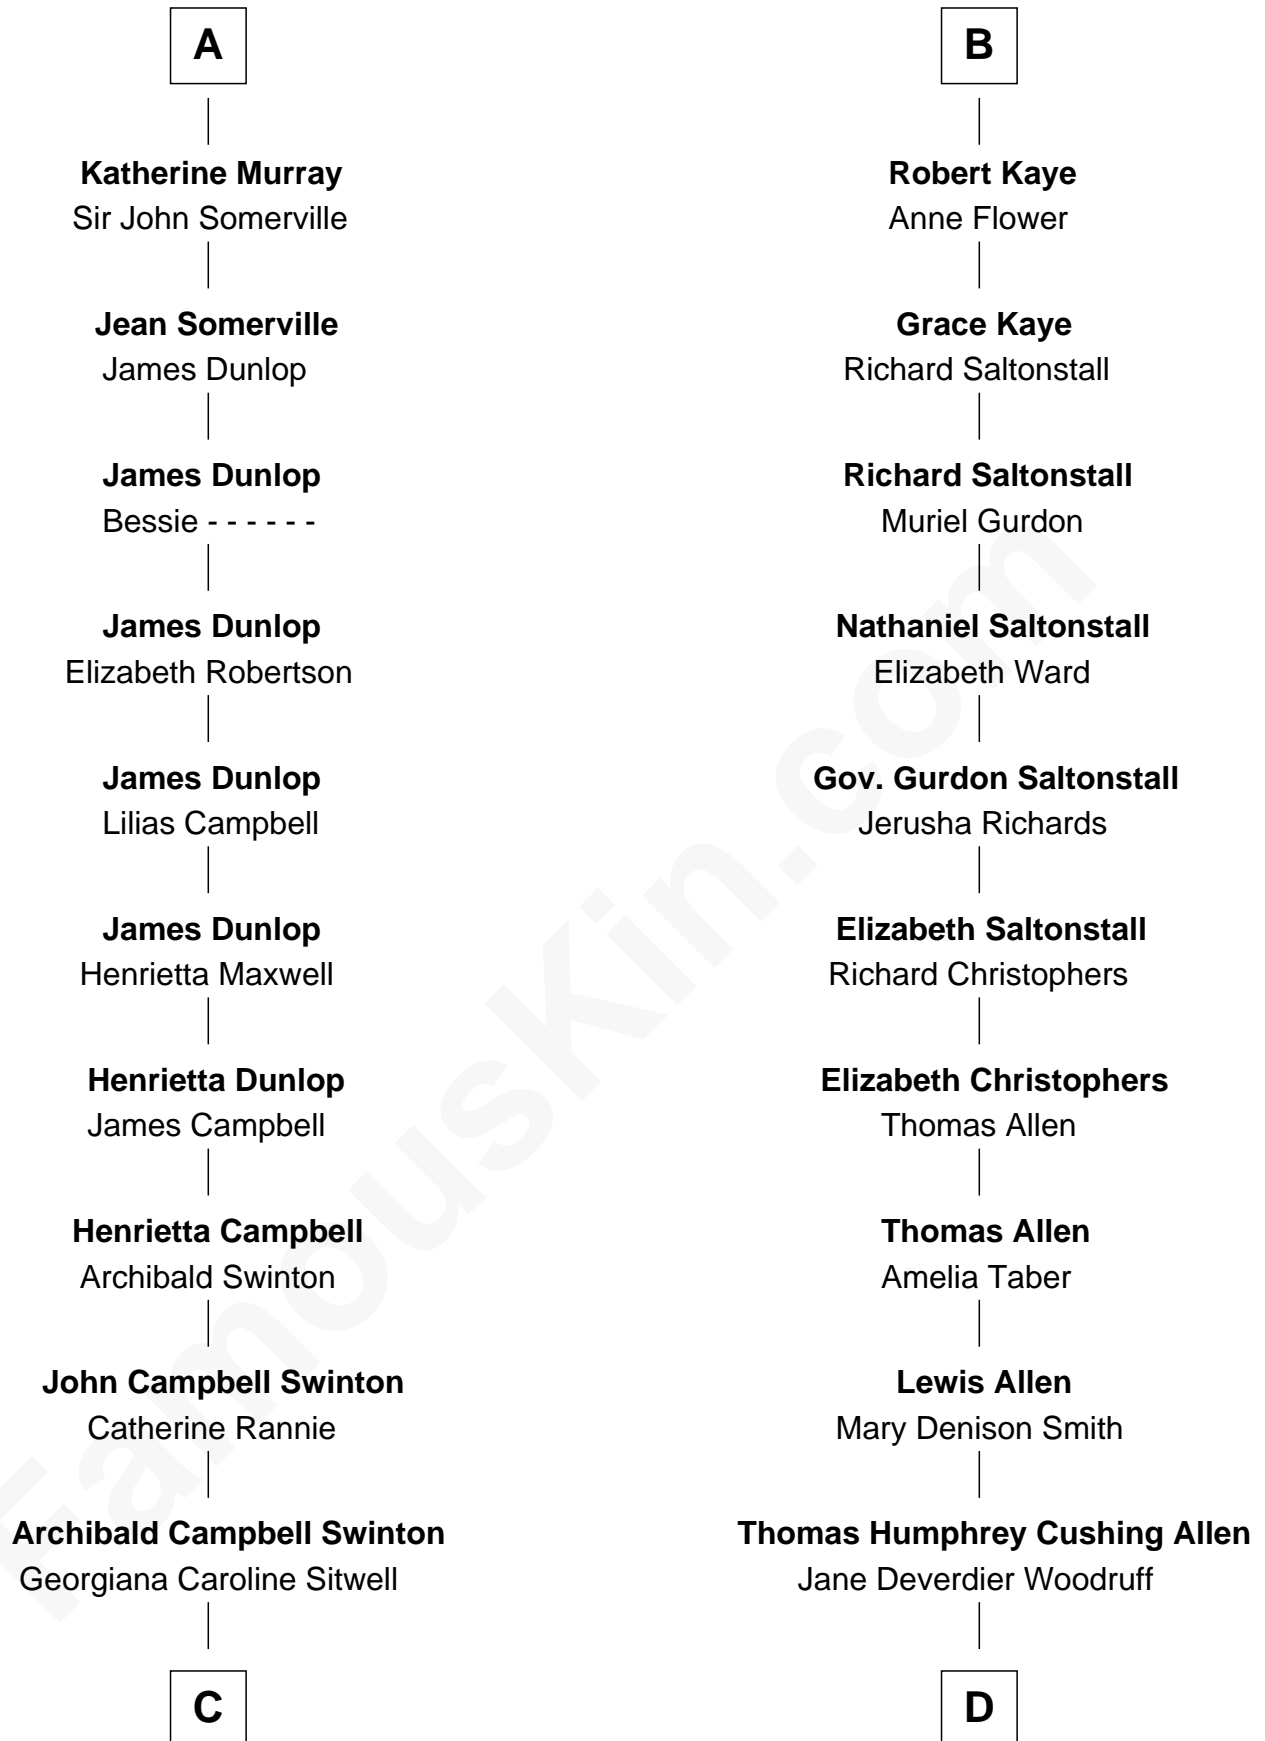 A
Katherine Murray
Sir John Somerville
Jean Somerville
James Dunlop
James Dunlop
Bessie - - - - - -
James Dunlop
Elizabeth Robertson
James Dunlop
Lilias Campbell
James Dunlop
Henrietta Maxwell
Henrietta Dunlop
James Campbell
Henrietta Campbell
Archibald Swinton
John Campbell Swinton
Catherine Rannie
Archibald Campbell Swinton
Georgiana Caroline Sitwell
C
B
Robert Kaye
Anne Flower
Grace Kaye
Richard Saltonstall
Richard Saltonstall
Muriel Gurdon
Nathaniel Saltonstall
Elizabeth Ward
Gov. Gurdon Saltonstall
Jerusha Richards
Elizabeth Saltonstall
Richard Christophers
Elizabeth Christophers
Thomas Allen
Thomas Allen
Amelia Taber
Lewis Allen
Mary Denison Smith
Thomas Humphrey Cushing Allen
Jane Deverdier Woodruff
D
FamousKin.com